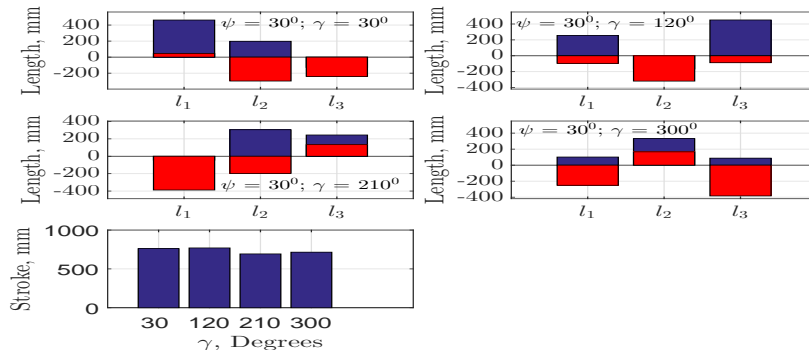 Length, mm
400
200
0
-200
ψ = 30⁰; γ = 30⁰
l₁ l₂ l₃
Length, mm
400
200
0
-200
-400
ψ = 30⁰; γ = 120⁰
l₁ l₂ l₃
Length, mm
400
200
0
-200
-400
ψ = 30⁰; γ = 210⁰
l₁ l₂ l₃
Length, mm
400
200
0
-200
-400
ψ = 30⁰; γ = 300⁰
l₁ l₂ l₃
Stroke, mm
1000
500
0
30 120 210 300
γ, Degrees